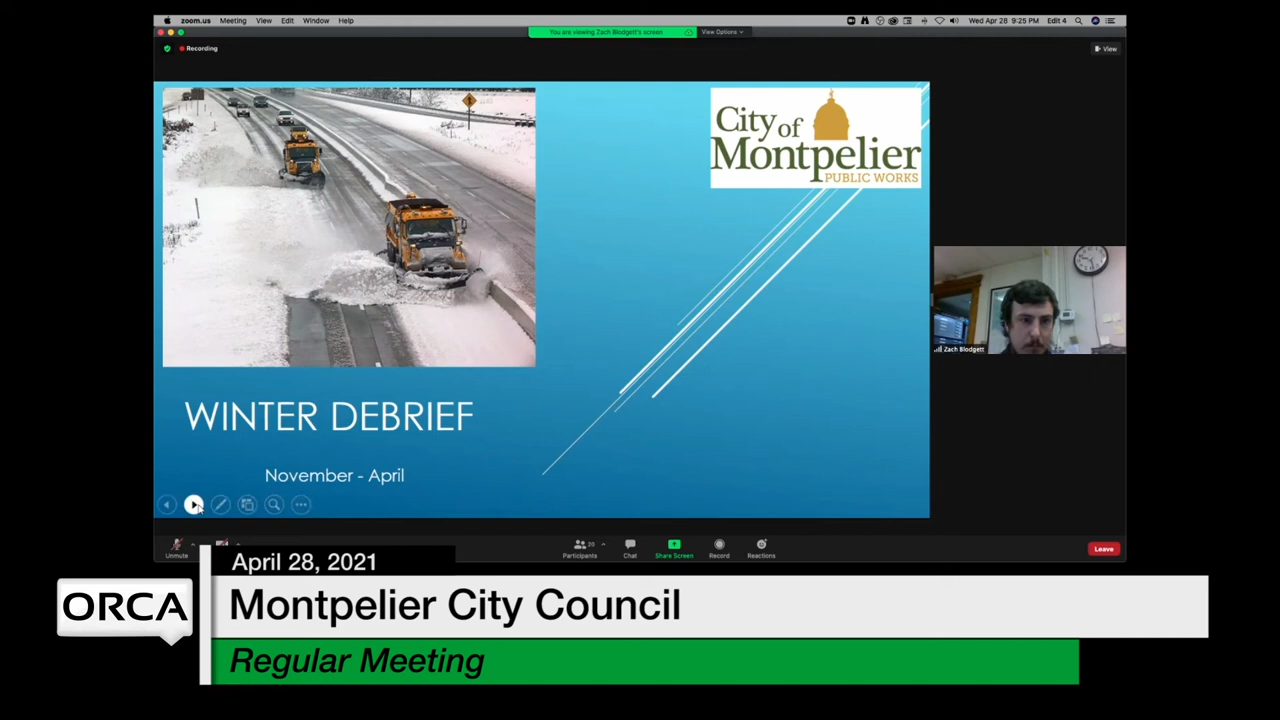 zoom.us Meeting View Edit Window Help
Wed Apr 28 9:25 PM Edit 4
You are viewing Zach Blodgett's screen
View Options
Recording
View
City of
Montpelier
PUBLIC WORKS
Zach Blodgett
WINTER DEBRIEF
November - April
Unmute
20
Participants
Chat
Share Screen
Record
Reactions
Leave
April 28, 2021
ORCA
Montpelier City Council
Regular Meeting